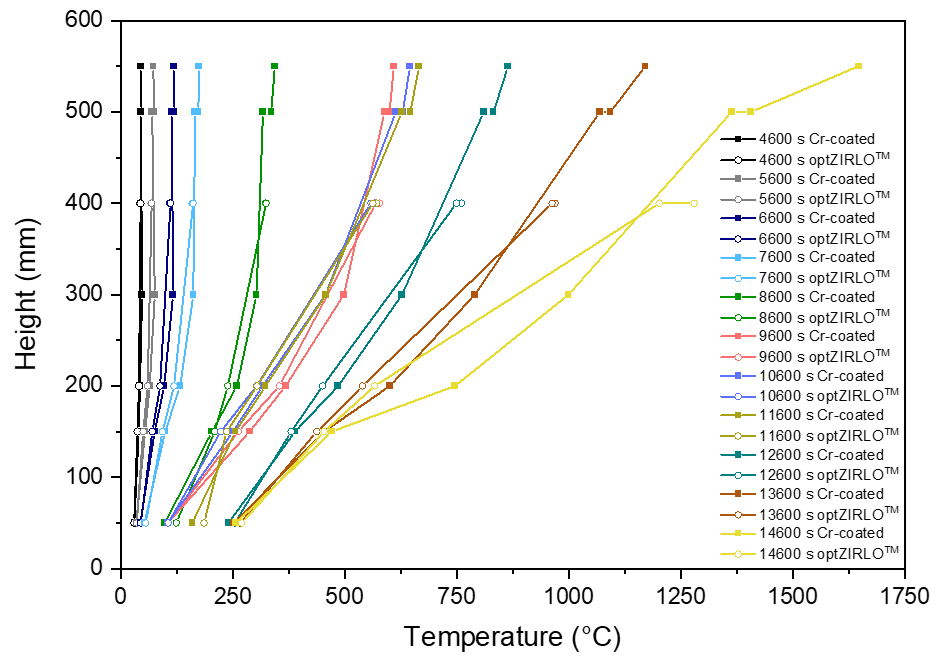 600
500
400
300
200
100
0
Height (mm)
4600 s Cr-coated
4600 s optZIRLO™
5600 s Cr-coated
5600 s optZIRLO™
6600 s Cr-coated
6600 s optZIRLO™
7600 s Cr-coated
7600 s optZIRLO™
8600 s Cr-coated
8600 s optZIRLO™
9600 s Cr-coated
9600 s optZIRLO™
10600 s Cr-coated
10600 s optZIRLO™
11600 s Cr-coated
11600 s optZIRLO™
12600 s Cr-coated
12600 s optZIRLO™
13600 s Cr-coated
13600 s optZIRLO™
14600 s Cr-coated
14600 s optZIRLO™
0 250 500 750 1000 1250 1500 1750
Temperature (°C)